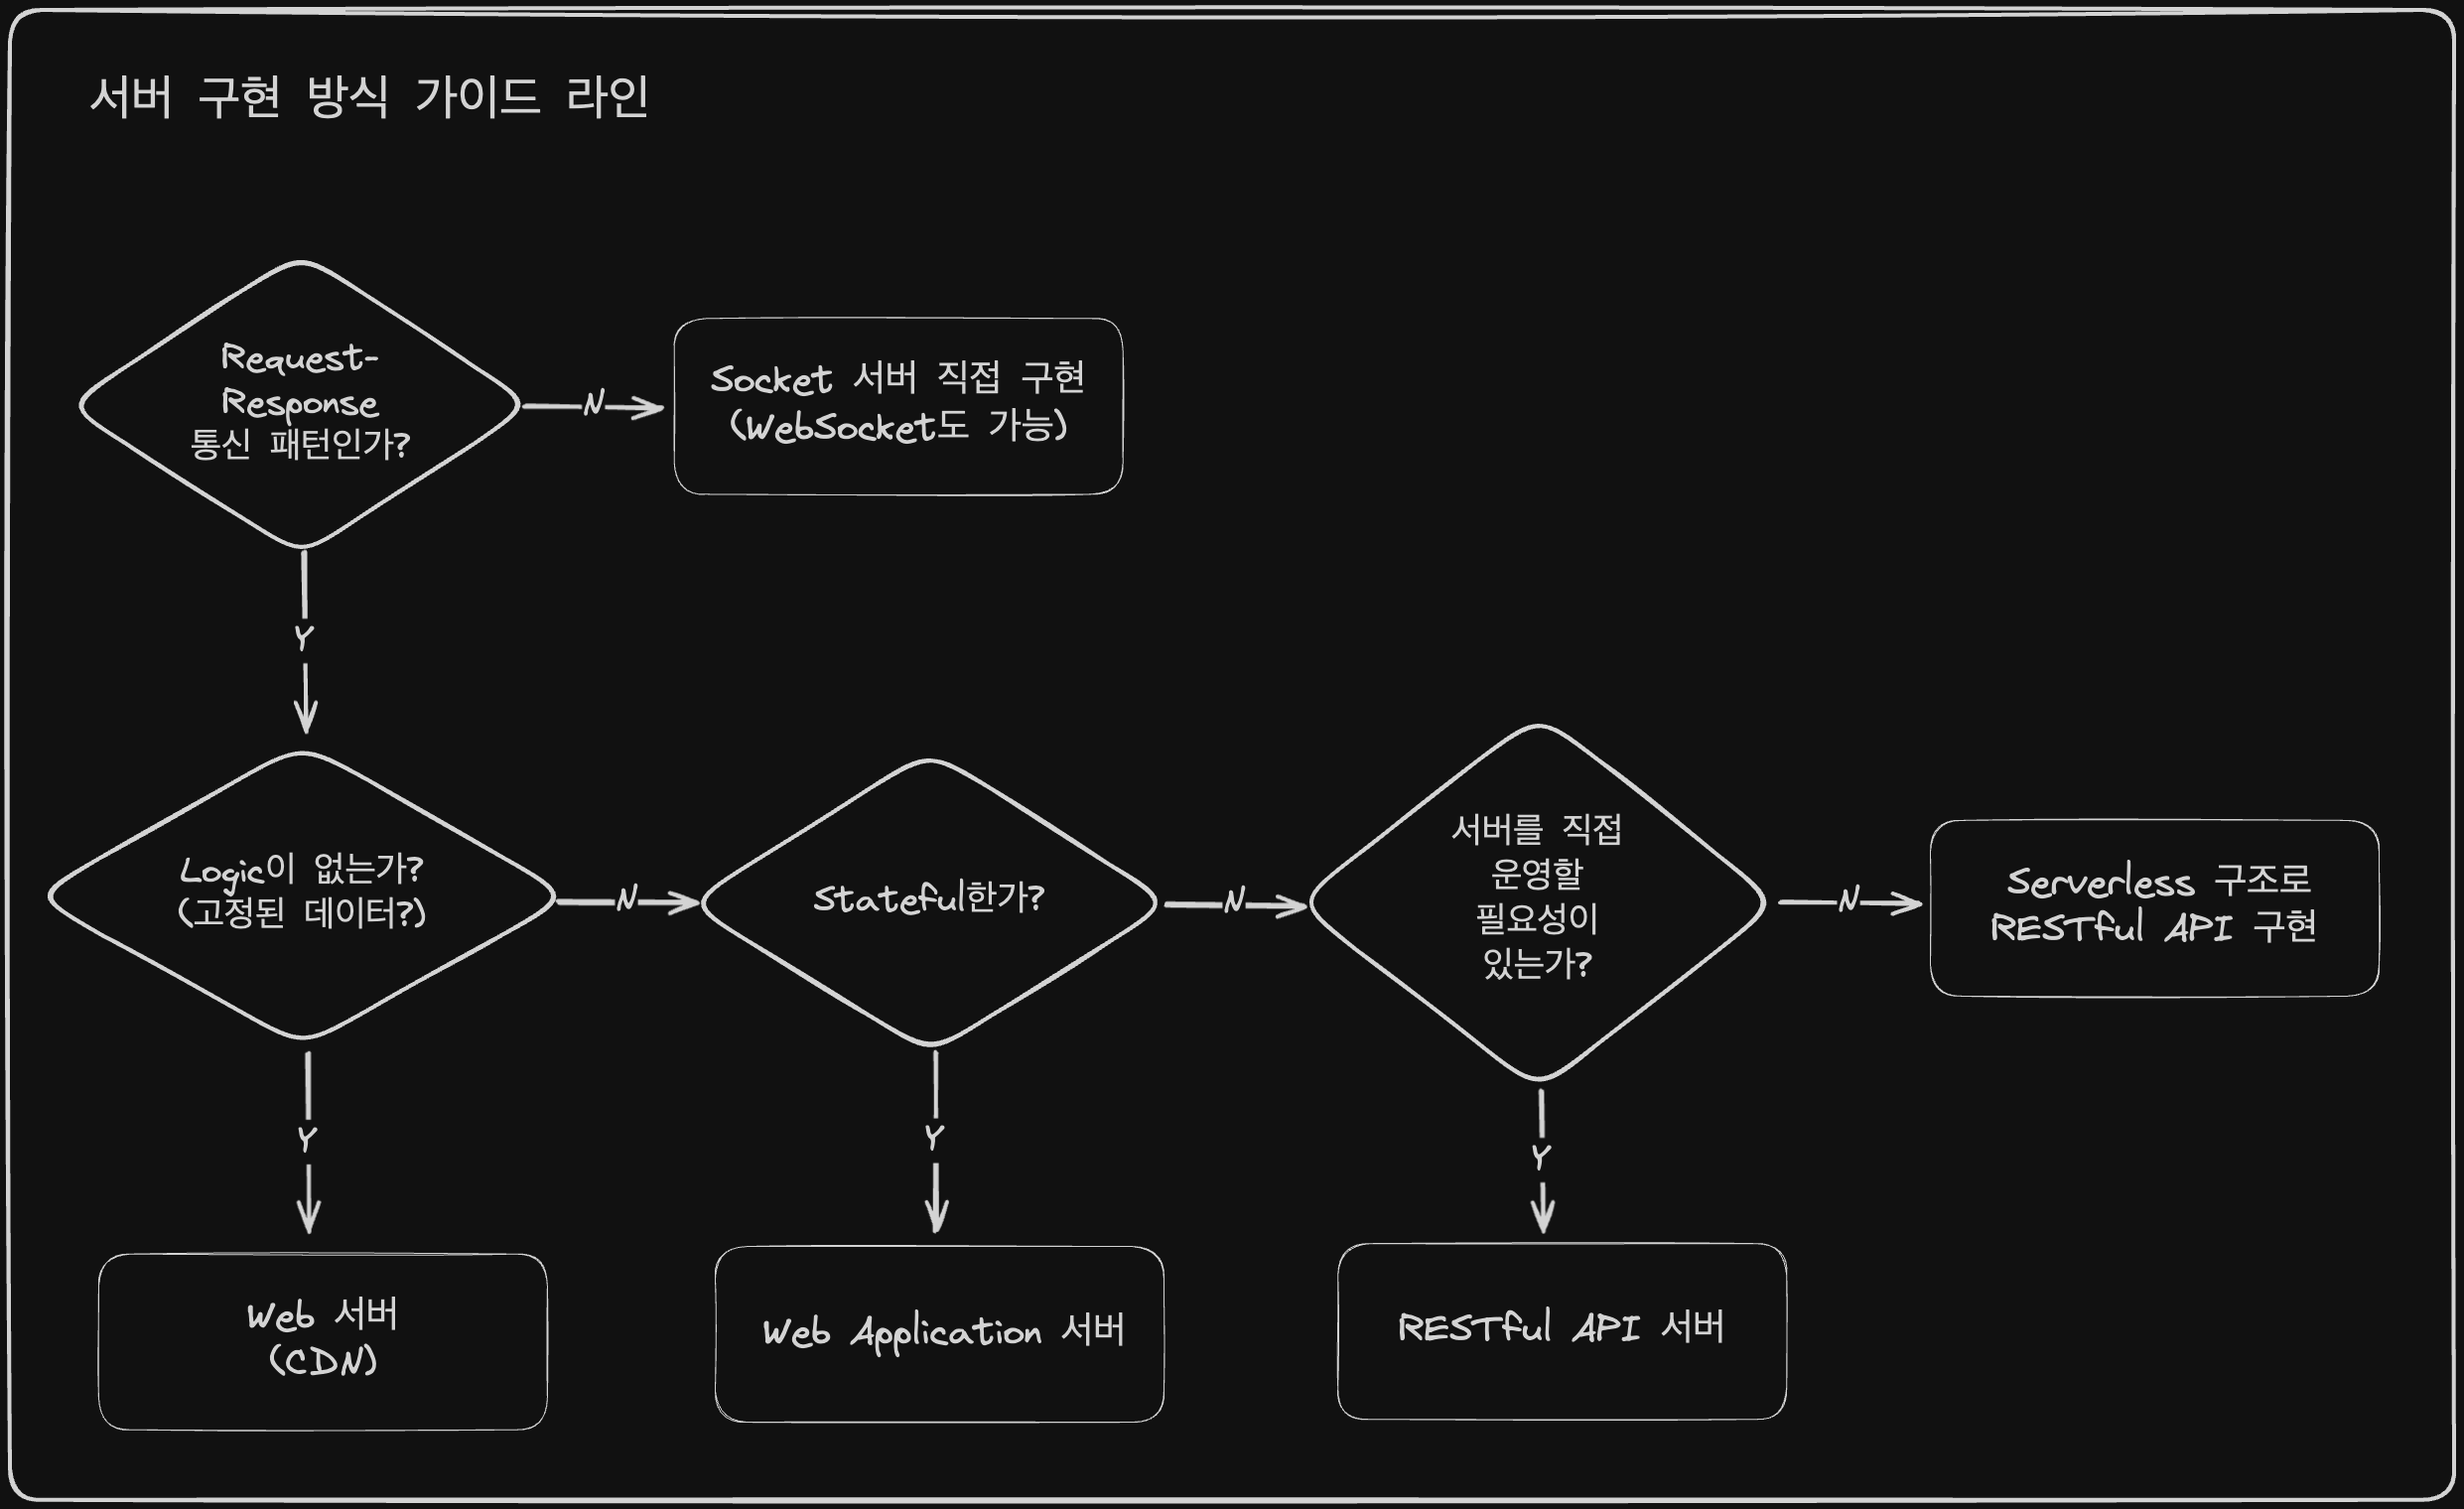 서버 구현 방식 가이드 라인
Request-
Response
통신 패턴인가?
N
Socket 서버 직접 구현
(WebSocket도 가능)
Y
Logic이 없는가?
(고정된 데이터?)
N
Stateful한가?
N
서버를 직접
운영할
필요성이
있는가?
N
Serverless 구조로
RESTful API 구현
Y
Y
Y
Web 서버
(CDN)
Web Application 서버
RESTful API 서버